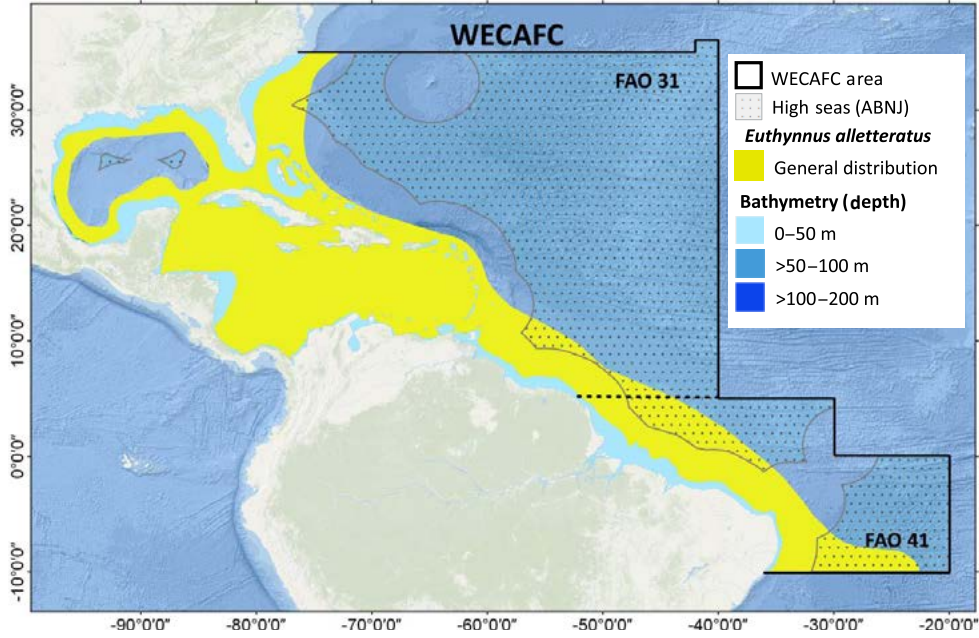 WECAFC
FAO 31
WECAFC area
High seas (ABNJ)
Euthynnus alletteratus
General distribution
Bathymetry (depth)
0–50 m
>50–100 m
>100–200 m
FAO 41
30°0'0"
20°0'0"
10°0'0"
0°0'0"
-10°0'0"
-90°0'0" -80°0'0" -70°0'0" -60°0'0" -50°0'0" -40°0'0" -30°0'0" -20°0'0"